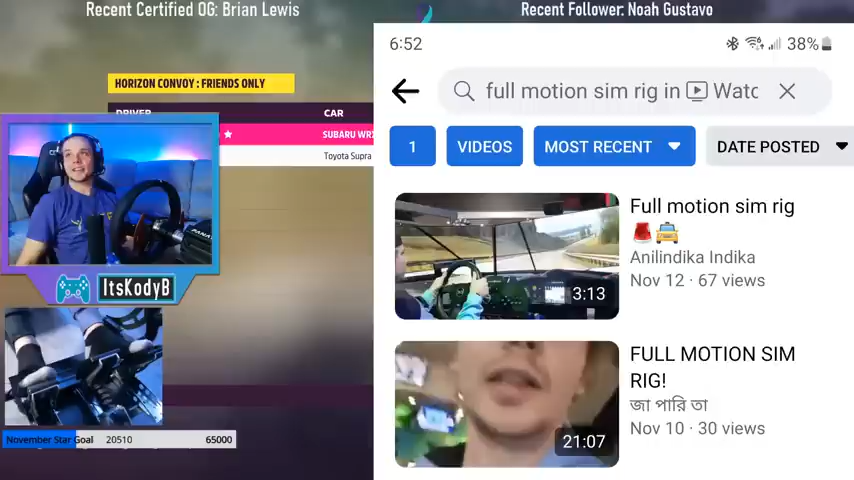 Recent Certified OG: Brian Lewis
Recent Follower: Noah Gustavo
6:52
38%
full motion sim rig in Watc
1
VIDEOS
MOST RECENT
DATE POSTED
HORIZON CONVOY : FRIENDS ONLY
DRIVER
CAR
SUBARU WRX
Toyota Supra
Full motion sim rig
Anilindika Indika
Nov 12 · 67 views
3:13
FULL MOTION SIM
RIG!
জা পারি তা
Nov 10 · 30 views
21:07
ItsKodyB
November Star Goal
20510
65000